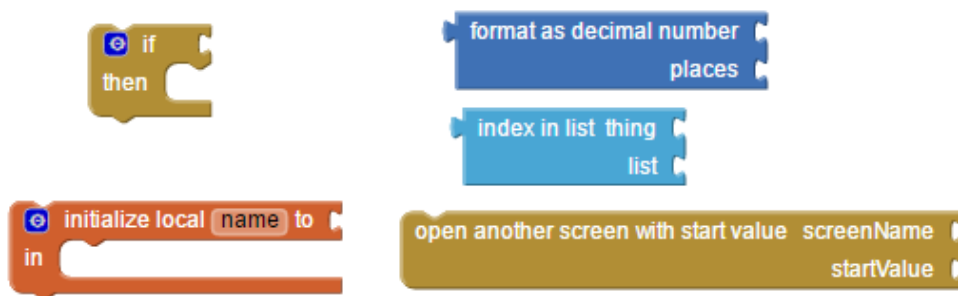 if
then
format as decimal number
places
index in list thing
list
initialize local name to
in
open another screen with start value screenName
startValue